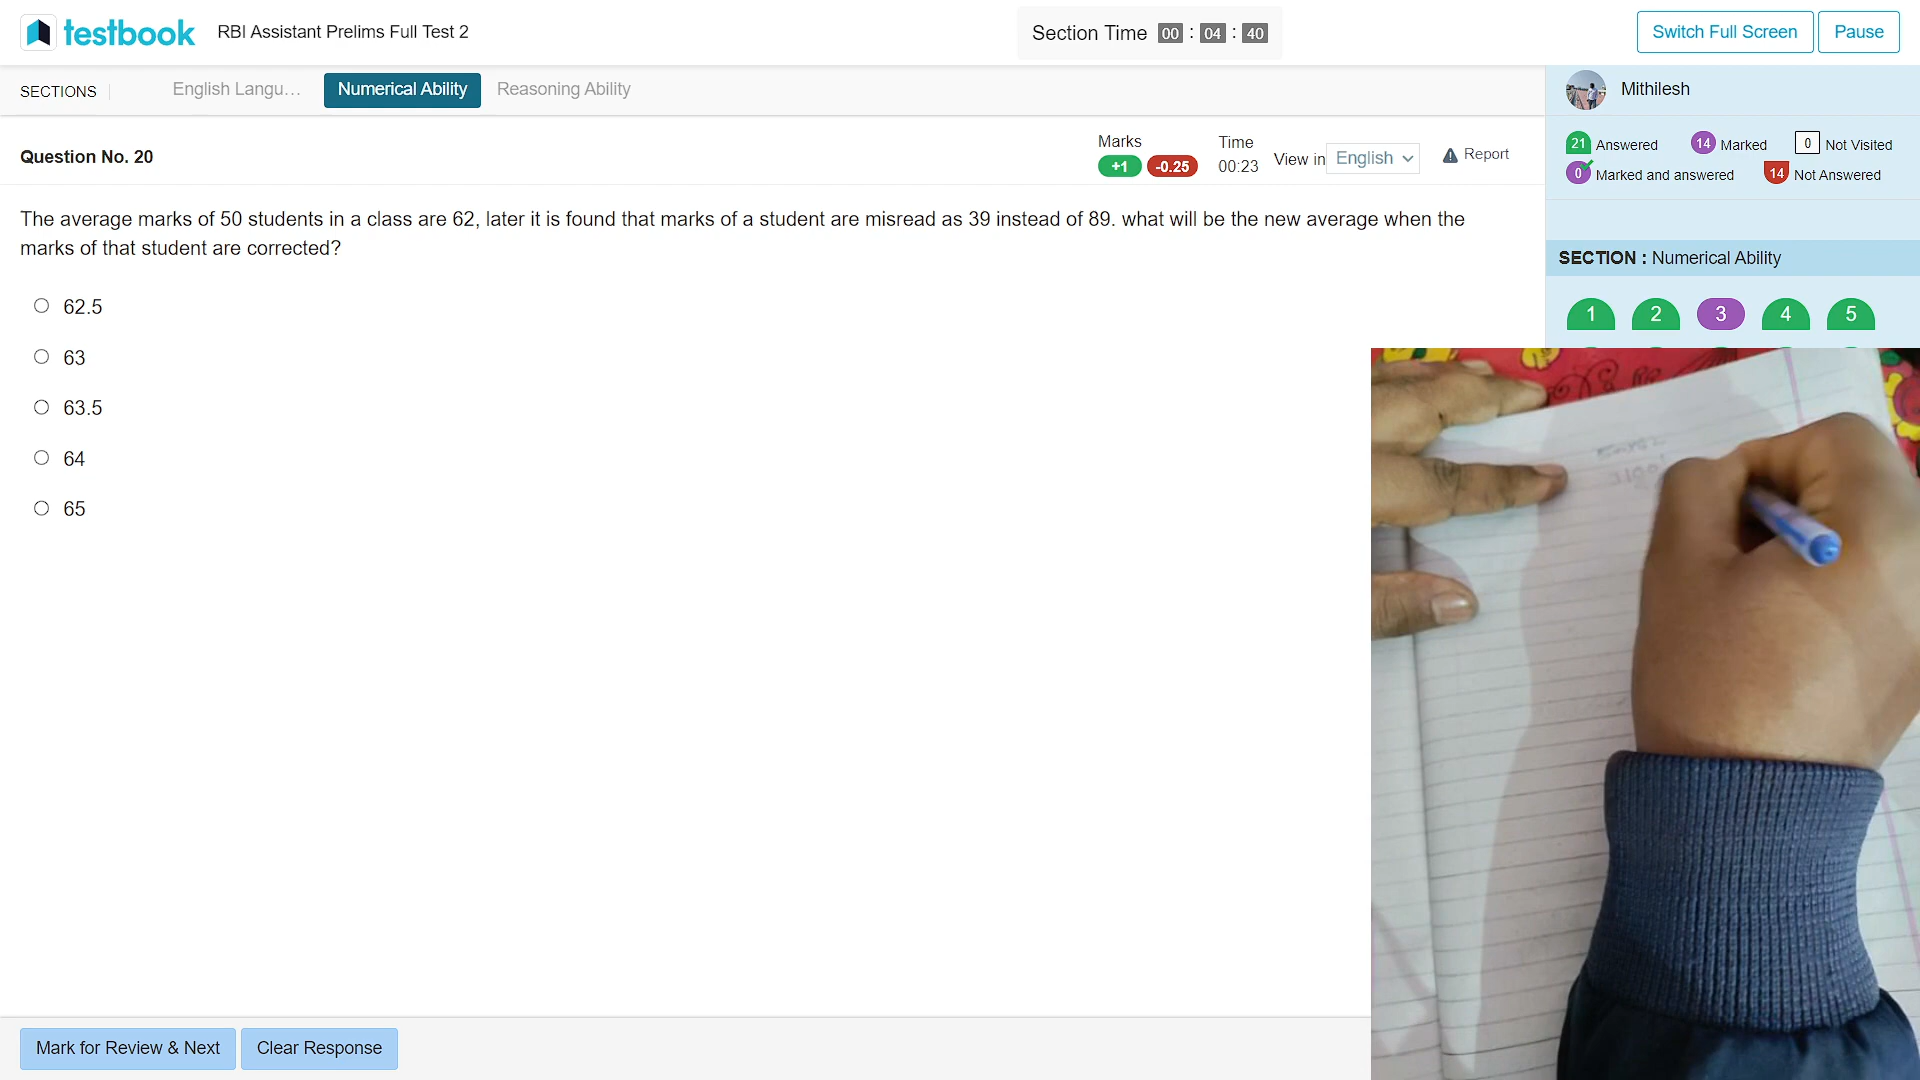 testbook RBI Assistant Prelims Full Test 2 Section Time 00 : 04 : 40 Switch Full Screen Pause
SECTIONS English Langu... Numerical Ability Reasoning Ability Mithilesh
Question No. 20 Marks +1 -0.25 Time 00:23 View in English Report
21 Answered 14 Marked 0 Not Visited
0 Marked and answered 14 Not Answered
The average marks of 50 students in a class are 62, later it is found that marks of a student are misread as 39 instead of 89. what will be the new average when the
marks of that student are corrected?
SECTION : Numerical Ability
1 2 3 4 5
62.5
63
63.5
64
65
Mark for Review & Next Clear Response